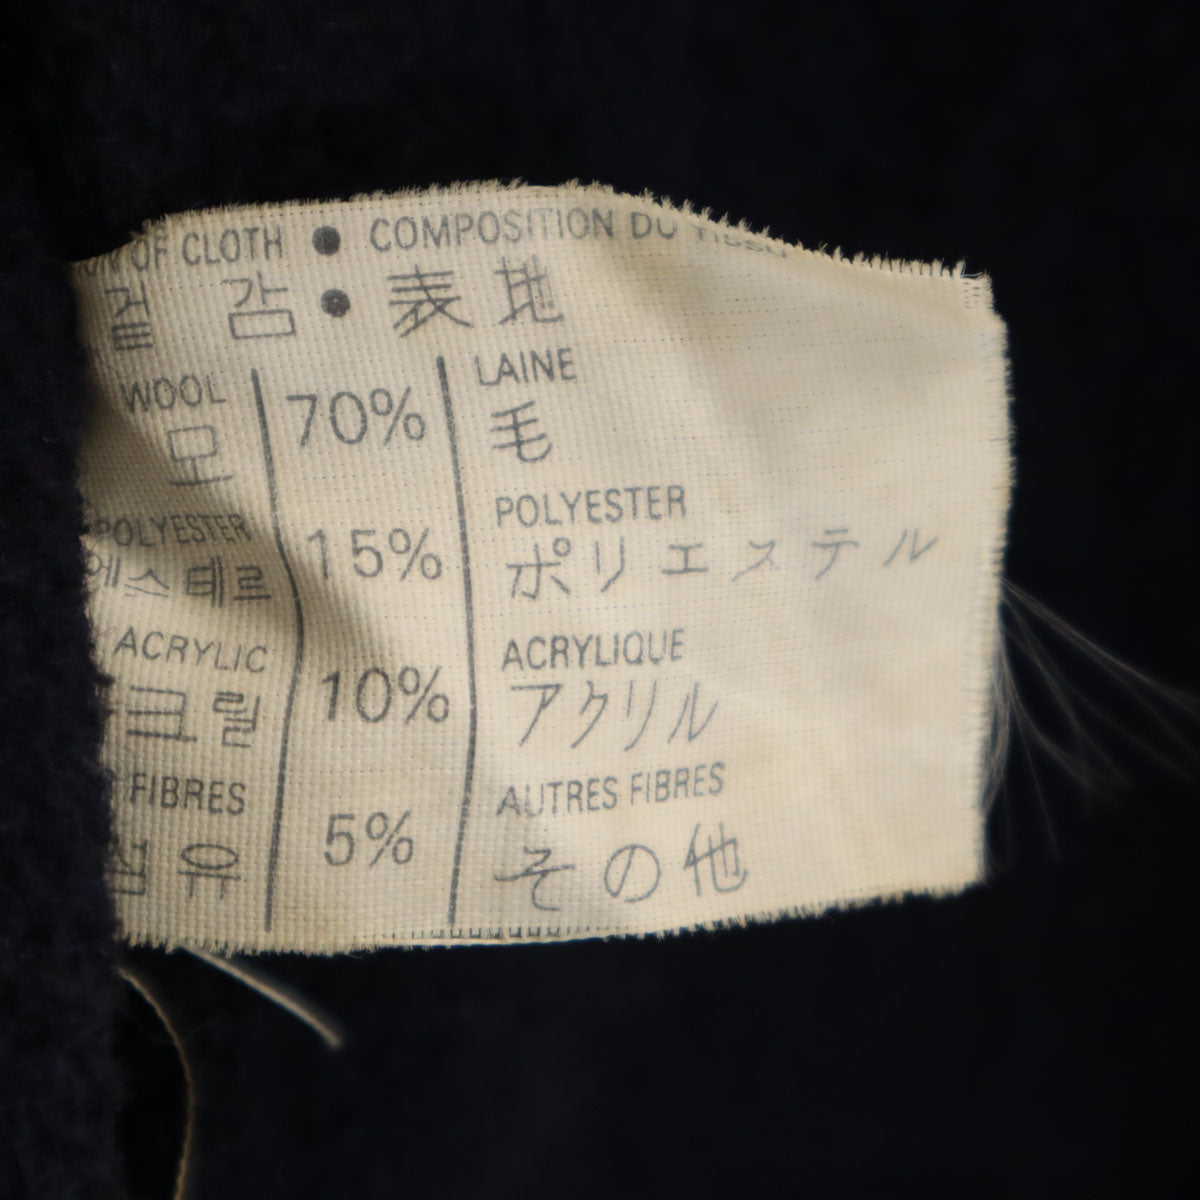 OF CLOTH ● COMPOSITION DU TISSU
겉 감 ● 表 地
WOOL 70% LAINE
모 毛
POLYESTER 15% POLYESTER
에스테르 ポリエステル
ACRYLIC 10% ACRYLIQUE
크릴 アクリル
FIBRES 5% AUTRES FIBRES
섬유 その他